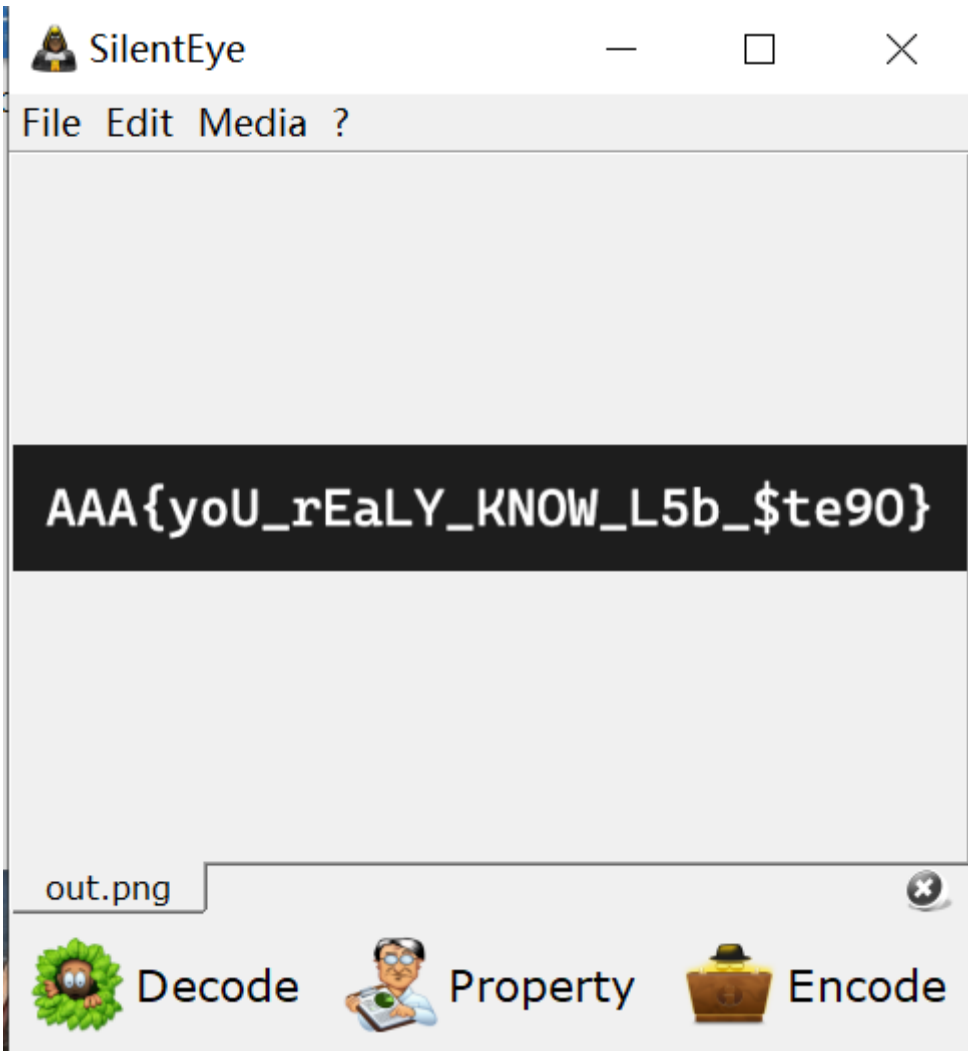 SilentEye
File Edit Media ?
AAA{yoU_rEaLY_KNOW_L5b_$te9O}
out.png
Decode Property Encode